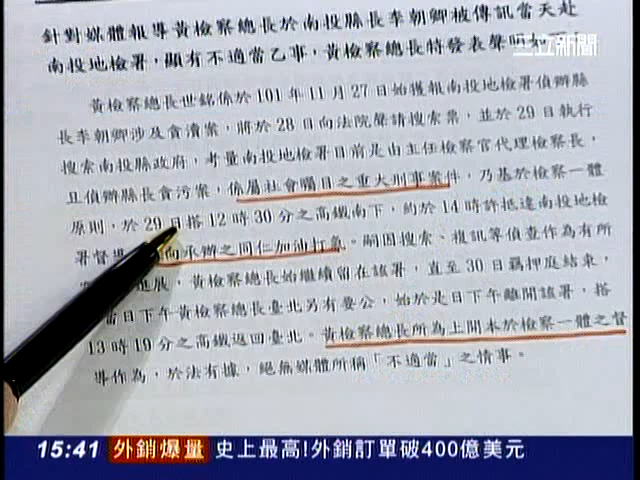 針對媒體報導黃檢察總長於南投縣長李朝卿被傳訊當天赴
南投地檢署,顯有不適當乙事,黃檢察總長特發表聲明如下
三立新聞
黃檢察總長世銘係於101年11月27日始獲報南投地檢署偵辦縣
長李朝卿涉及貪瀆案,將於28日向法院聲請搜索票,並於29日執行
搜索南投縣政府,考量南投地檢署目前是由主任檢察官代理檢察長,
且偵辦縣長貪污案,係屬社會矚目之重大刑事案件,乃基於檢察一體
原則,於29日搭12時30分之高鐵南下,約於14時許抵達南投地檢
署督導 向承辦之同仁加油打氣。嗣因搜索、複訊等偵查作為有所
進展,黃檢察總長始繼續留在該署,直至30日羈押庭結束,
當日下午黃檢察總長臺北另有要公,始於是日下午離開該署,搭
13時19分之高鐵返回臺北。黃檢察總長所為上開本於檢察一體之督
導作為,於法有據,絕無媒體所稱「不適當」之情事。
15:41 外銷爆量 史上最高!外銷訂單破400億美元